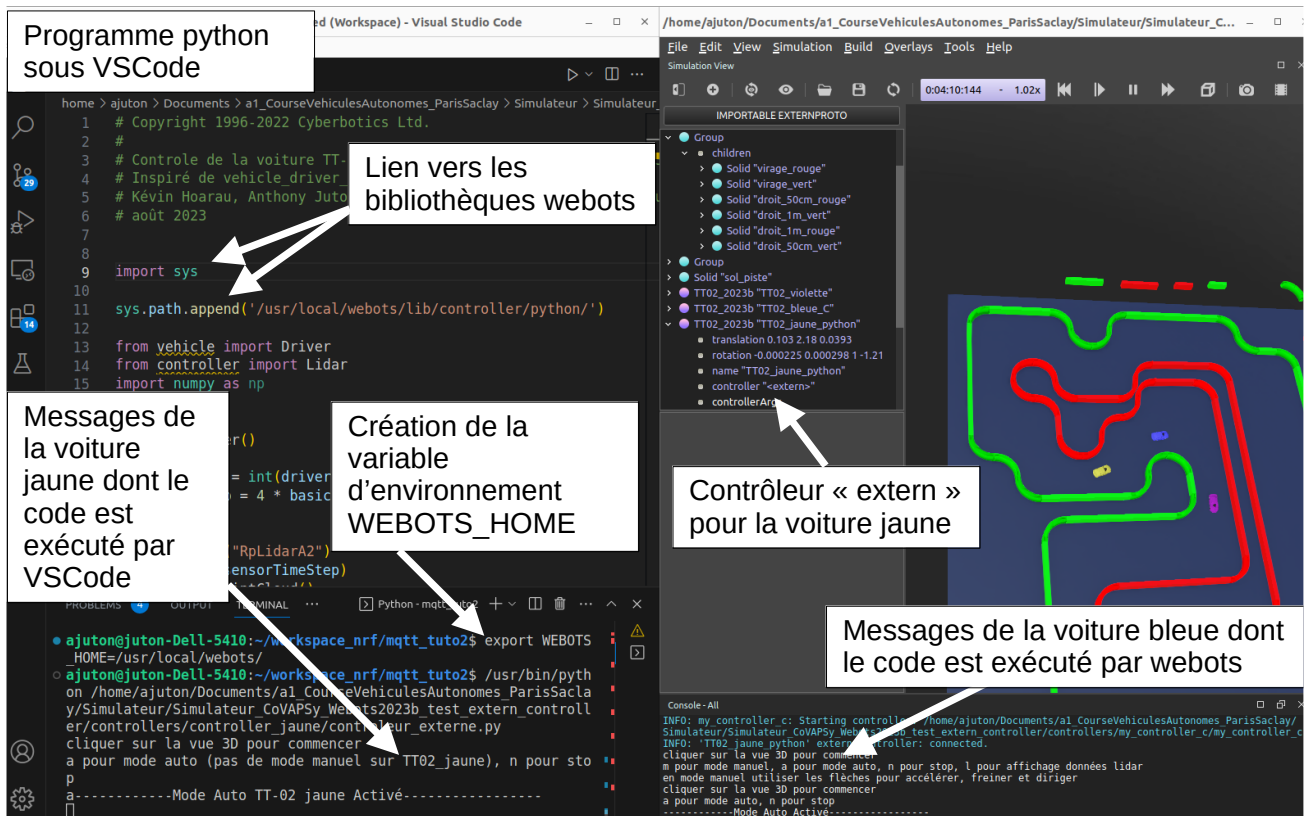 Programme python
sous VSCode
ed (Workspace) - Visual Studio Code
home > ajuton > Documents > a1_CourseVehiculesAutonomes_ParisSaclay > Simulateur > Simulateur_
1 # Copyright 1996-2022 Cyberbotics Ltd.
2 #
3 # Controle de la voiture TT-
4 # Inspiré de vehicle_driver_
5 # Kévin Hoarau, Anthony Juto
6 # août 2023
7
8
9 import sys
10
11 sys.path.append('/usr/local/webots/lib/controller/python/')
12
13 from vehicle import Driver
14 from controller import Lidar
15 import numpy as np
Lien vers les
bibliothèques webots
29
14
Messages de
la voiture
jaune dont le
code est
exécuté par
VSCode
er()
= int(driver
= 4 * basic
"RpLidarA2")
ensorTimeStep)
Création de la
variable
d'environnement
WEBOTS_HOME
PROBLEMS 4 OUTPUT TERMINAL ··· Python - mqtt_tuto2
ajuton@juton-Dell-5410:~/workspace_nrf/mqtt_tuto2$ export WEBOTS
_HOME=/usr/local/webots/
ajuton@juton-Dell-5410:~/workspace_nrf/mqtt_tuto2$ /usr/bin/pyth
on /home/ajuton/Documents/a1_CourseVehiculesAutonomes_ParisSacla
y/Simulateur/Simulateur_CoVAPSy_Webots2023b_test_extern_controll
er/controllers/controller_jaune/controleur_externe.py
cliquer sur la vue 3D pour commencer
a pour mode auto (pas de mode manuel sur TT02_jaune), n pour sto
p
a------------Mode Auto TT-02 jaune Activé-----------------
/home/ajuton/Documents/a1_CourseVehiculesAutonomes_ParisSaclay/Simulateur/Simulateur_C...
File Edit View Simulation Build Overlays Tools Help
Simulation View
0:04:10:144 - 1.02x
IMPORTABLE EXTERNPROTO
Group
children
Solid "virage_rouge"
Solid "virage_vert"
Solid "droit_50cm_rouge"
Solid "droit_1m_vert"
Solid "droit_1m_rouge"
Solid "droit_50cm_vert"
Group
Solid "sol_piste"
TT02_2023b "TT02_violette"
TT02_2023b "TT02_bleue_C"
TT02_2023b "TT02_jaune_python"
translation 0.103 2.18 0.0393
rotation -0.000225 0.000298 1 -1.21
name "TT02_jaune_python"
controller "<extern>"
controllerArg
Contrôleur « extern »
pour la voiture jaune
Messages de la voiture bleue dont
le code est exécuté par webots
Console - All
INFO: my_controller_c: Starting controller: /home/ajuton/Documents/a1_CourseVehiculesAutonomes_ParisSaclay/
Simulateur/Simulateur_CoVAPSy_Webots2023b_test_extern_controller/controllers/my_controller_c/my_controller_c
INFO: 'TT02_jaune_python' extern controller: connected.
cliquer sur la vue 3D pour commencer
m pour mode manuel, a pour mode auto, n pour stop, l pour affichage données lidar
en mode manuel utiliser les flèches pour accélérer, freiner et diriger
cliquer sur la vue 3D pour commencer
a pour mode auto, n pour stop
------------Mode Auto Activé-----------------